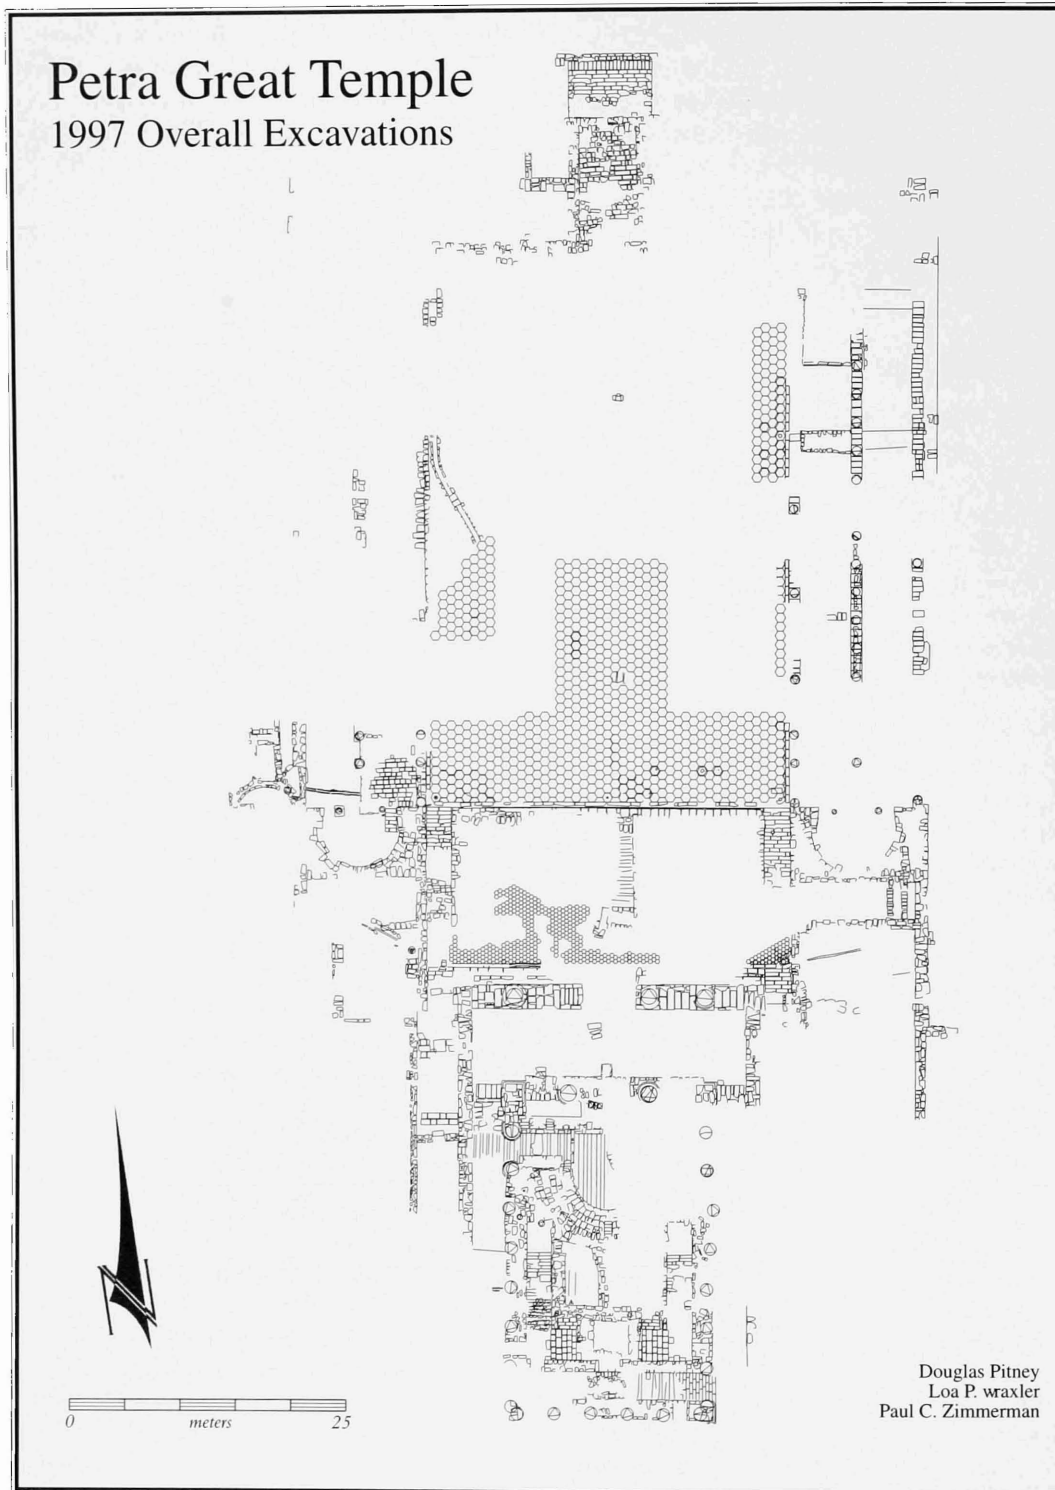 Petra Great Temple
1997 Overall Excavations
N
0 meters 25
Douglas Pitney
Loa P. wraxler
Paul C. Zimmerman